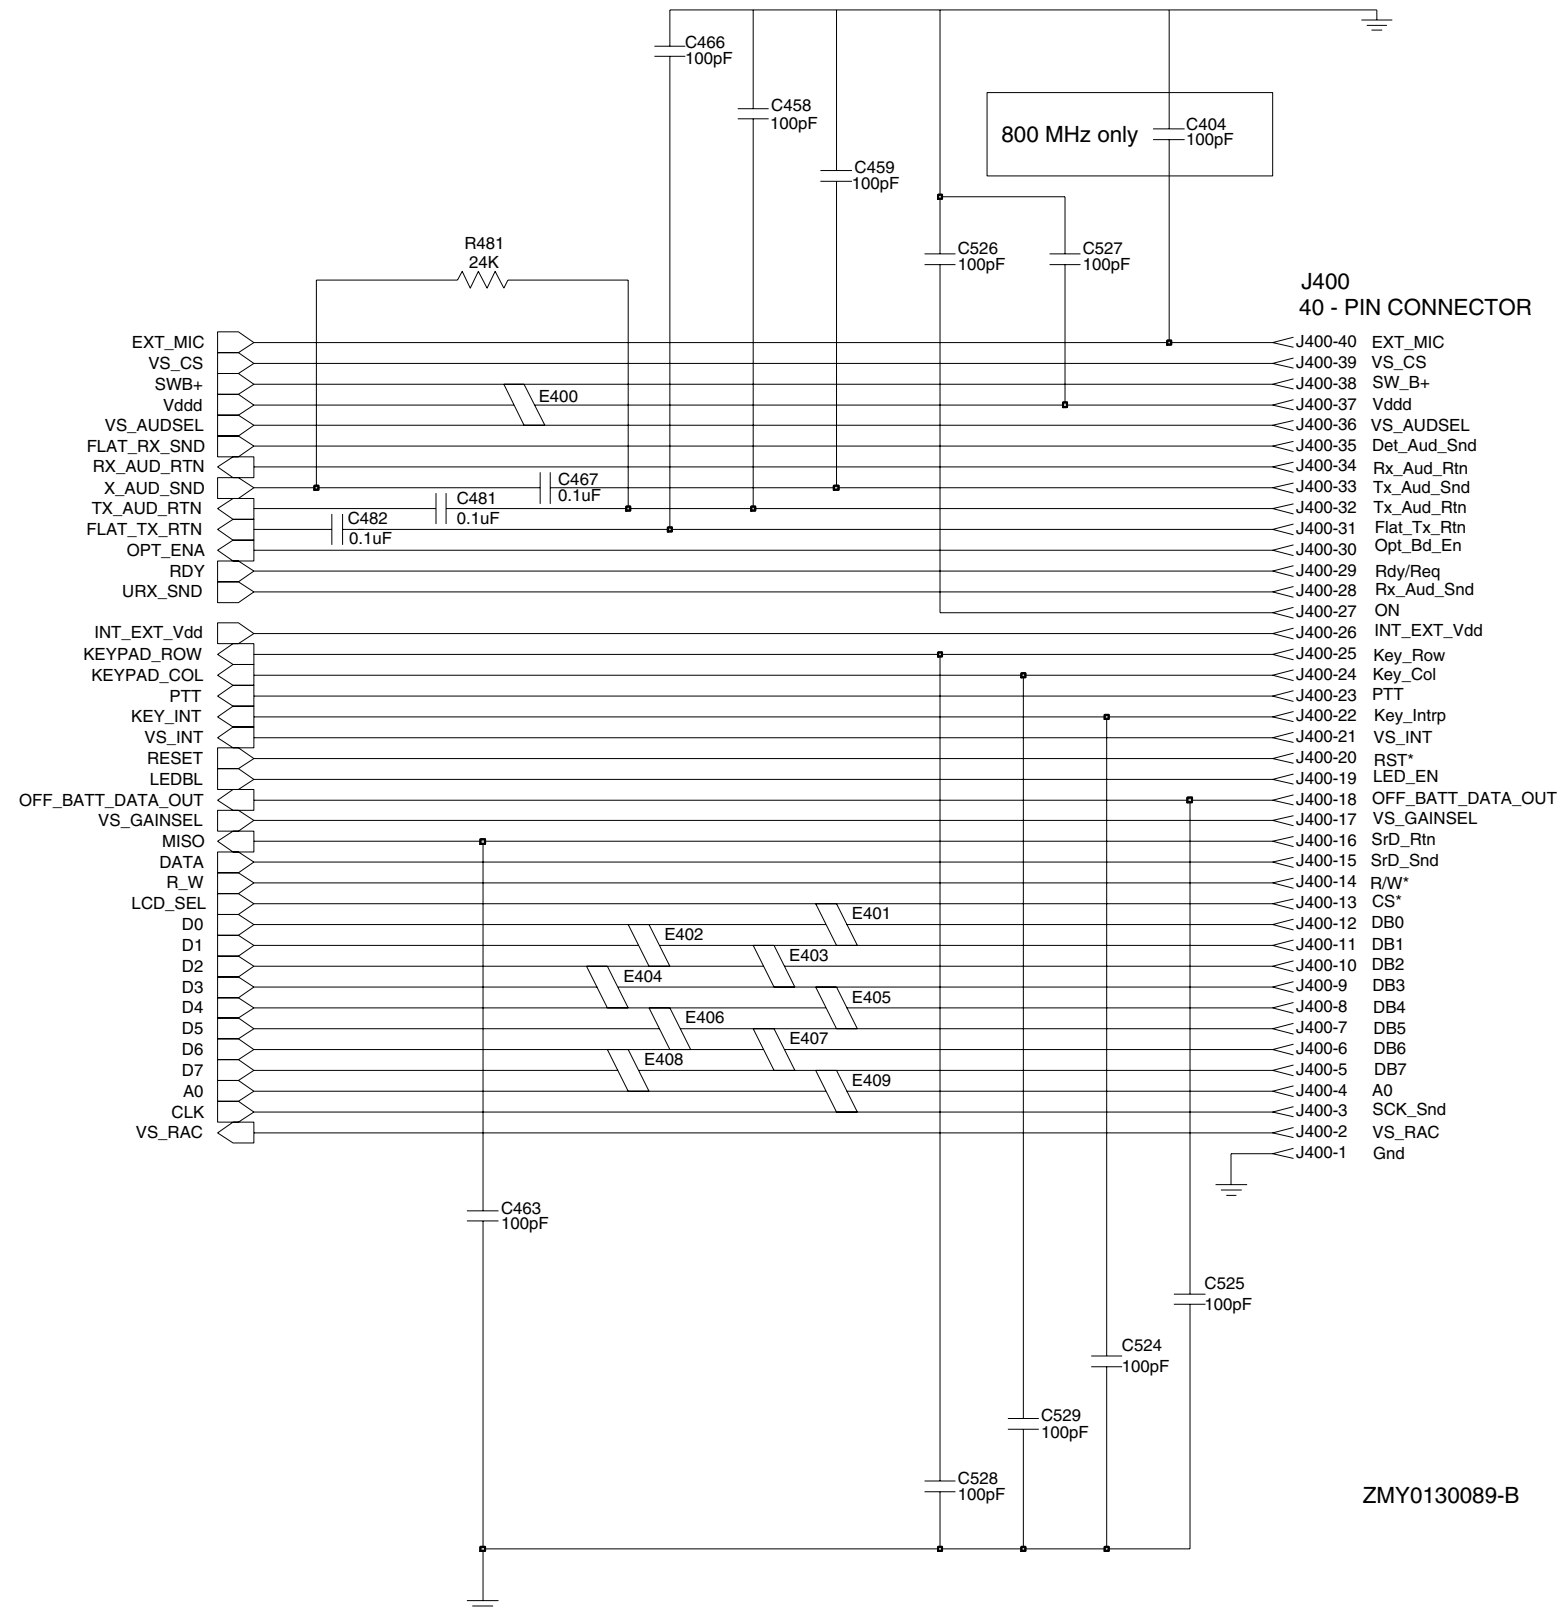 C466
100pF
C458
100pF
800 MHz only
C404
100pF
C459
100pF
R481
24K
C526
100pF
C527
100pF
J400
40 - PIN CONNECTOR
EXT_MIC J400-40 EXT_MIC
VS_CS J400-39 VS_CS
SWB+ J400-38 SW_B+
E400
Vddd J400-37 Vddd
VS_AUDSEL J400-36 VS_AUDSEL
FLAT_RX_SND J400-35 Det_Aud_Snd
RX_AUD_RTN J400-34 Rx_Aud_Rtn
C467
0.1uF
X_AUD_SND J400-33 Tx_Aud_Snd
C481
0.1uF
TX_AUD_RTN J400-32 Tx_Aud_Rtn
C482
0.1uF
FLAT_TX_RTN J400-31 Flat_Tx_Rtn
OPT_ENA J400-30 Opt_Bd_En
RDY J400-29 Rdy/Req
URX_SND J400-28 Rx_Aud_Snd
J400-27 ON
INT_EXT_Vdd J400-26 INT_EXT_Vdd
KEYPAD_ROW J400-25 Key_Row
KEYPAD_COL J400-24 Key_Col
PTT J400-23 PTT
KEY_INT J400-22 Key_Intrp
VS_INT J400-21 VS_INT
RESET J400-20 RST*
LEDBL J400-19 LED_EN
OFF_BATT_DATA_OUT J400-18 OFF_BATT_DATA_OUT
VS_GAINSEL J400-17 VS_GAINSEL
MISO J400-16 SrD_Rtn
DATA J400-15 SrD_Snd
R_W J400-14 R/W*
LCD_SEL J400-13 CS*
E401
D0 J400-12 DB0
E402
D1 J400-11 DB1
E403
D2 J400-10 DB2
E404
D3 J400-9 DB3
E405
D4 J400-8 DB4
E406
D5 J400-7 DB5
E407
D6 J400-6 DB6
E408
D7 J400-5 DB7
E409
A0 J400-4 A0
CLK J400-3 SCK_Snd
VS_RAC J400-2 VS_RAC
J400-1 Gnd
C463
100pF
C525
100pF
C524
100pF
C529
100pF
C528
100pF
ZMY0130089-B